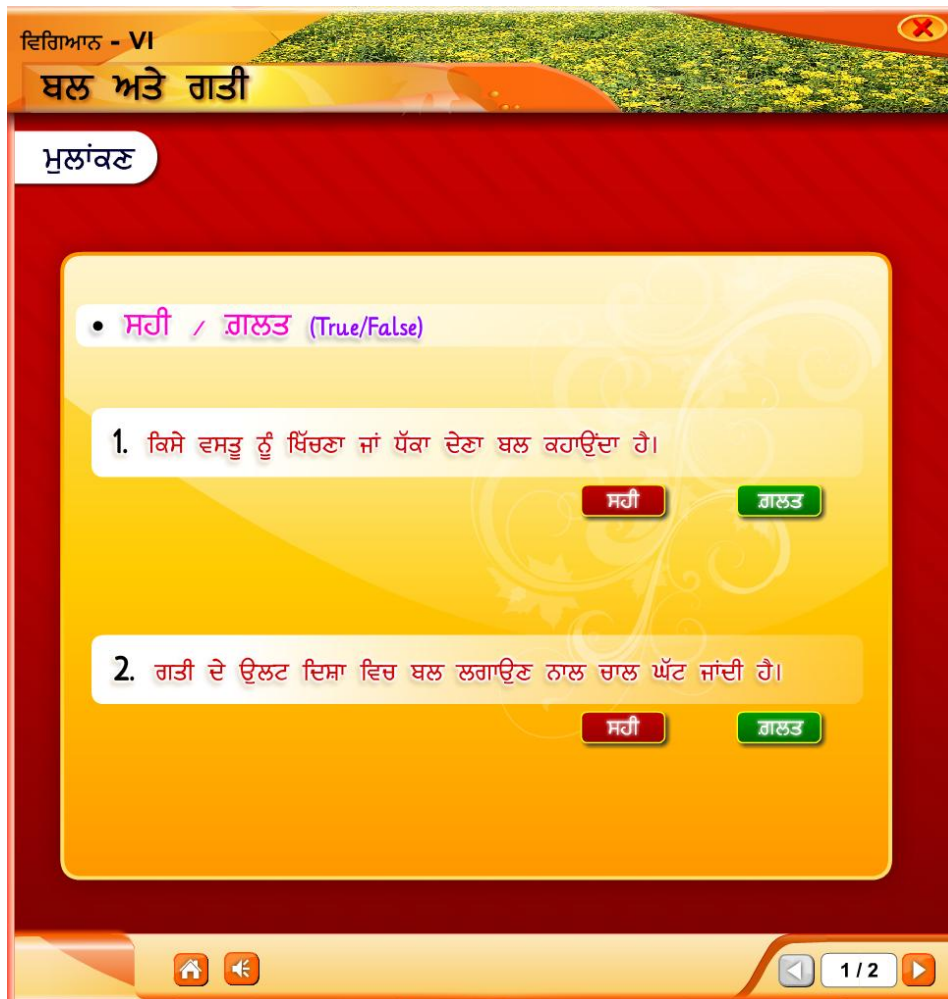 ਵਿਗਿਆਨ - VI
ਬਲ ਅਤੇ ਗਤੀ
ਮੁਲਾਂਕਣ
• ਸਹੀ / ਗ਼ਲਤ (True/False)
1. ਕਿਸੇ ਵਸਤੂ ਨੂੰ ਖਿੱਚਣਾ ਜਾਂ ਧੱਕਾ ਦੇਣਾ ਬਲ ਕਹਾਉਂਦਾ ਹੈ।
ਸਹੀ ਗ਼ਲਤ
2. ਗਤੀ ਦੇ ਉਲਟ ਦਿਸ਼ਾ ਵਿਚ ਬਲ ਲਗਾਉਣ ਨਾਲ ਚਾਲ ਘੱਟ ਜਾਂਦੀ ਹੈ।
ਸਹੀ ਗ਼ਲਤ
1 / 2